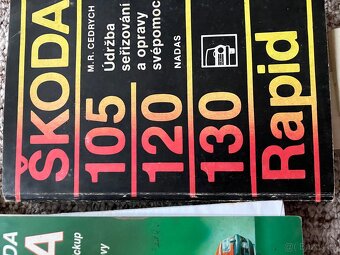 ŠKODA
M.R. CEDRYCH
Údržba
seřizování
a opravy
svépomocí
NADAS
105
120
130
Rapid